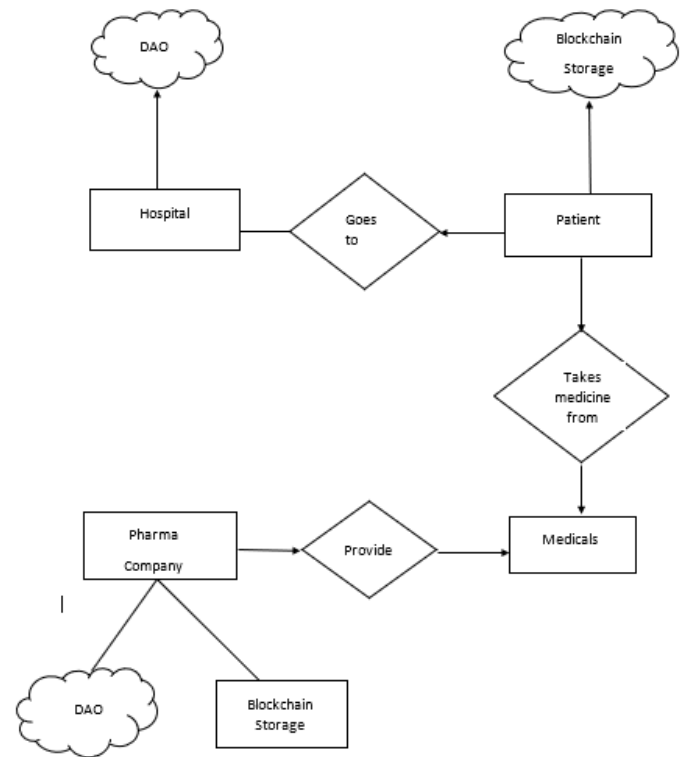 DAO
Blockchain
Storage
Hospital
Goes
to
Patient
Takes
medicine
from
Pharma
Company
Provide
Medicals
DAO
Blockchain
Storage